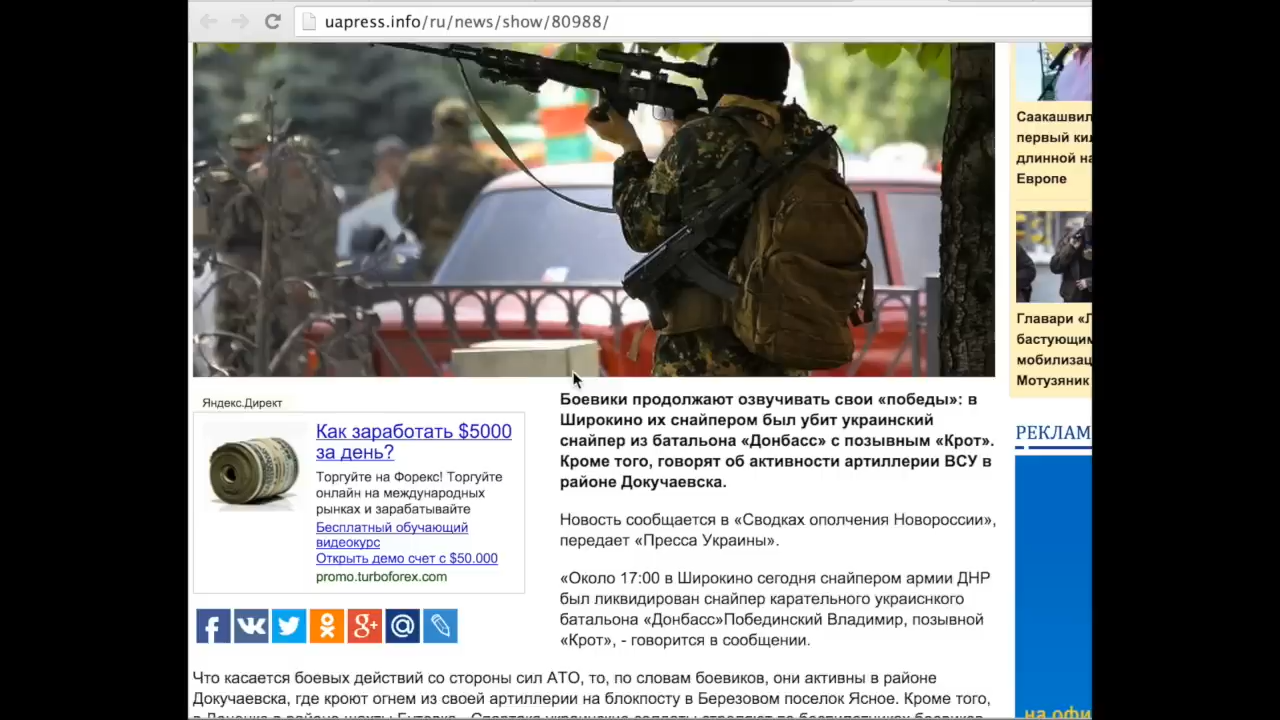 uapress.info/ru/news/show/80988/
Саакашвил
первый ки
длинной на
Европе
Главари «Л
бастующим
мобилизац
Мотузяник
РЕКЛАМ
Яндекс.Директ
Как заработать $5000
за день?
Торгуйте на Форекс! Торгуйте
онлайн на международных
рынках и зарабатывайте
Бесплатный обучающий
видеокурс
Открыть демо счет с $50.000
promo.turboforex.com
Боевики продолжают озвучивать свои «победы»: в
Широкино их снайпером был убит украинский
снайпер из батальона «Донбасс» с позывным «Крот».
Кроме того, говорят об активности артиллерии ВСУ в
районе Докучаевска.
Новость сообщается в «Сводках ополчения Новороссии»,
передает «Пресса Украины».
«Около 17:00 в Широкино сегодня снайпером армии ДНР
был ликвидирован снайпер карательного украиснкого
батальона «Донбасс»Побединский Владимир, позывной
«Крот», - говорится в сообщении.
Что касается боевых действий со стороны сил АТО, то, по словам боевиков, они активны в районе
Докучаевска, где кроют огнем из своей артиллерии на блокпосту в Березовом поселок Ясное. Кроме того,
на офи